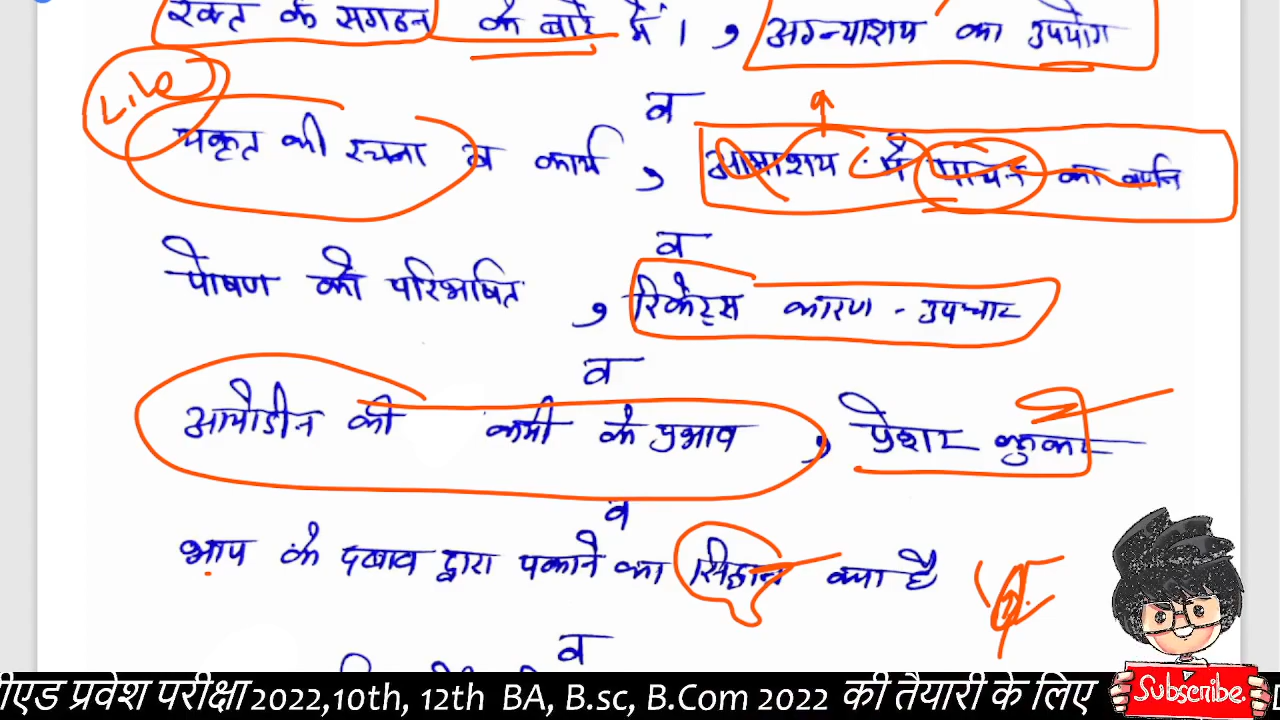 रक्त के संगठन के बारे में । , अग्न्याशय का उपयोग
व
Live
यकृत की रचना व कार्य , आमाशय में पाचन का वर्णन
व
पोषण को परिभाषित , रिकेट्स कारण - उपचार
व
आयोडीन की कमी के प्रभाव , प्रेशर कुकर
व
भाप के दबाव द्वारा पकाने का सिद्धान्त क्या है
व
ीएड प्रवेश परीक्षा 2022,10th, 12th BA, B.sc, B.Com 2022 की तैयारी के लिए
Subscribe